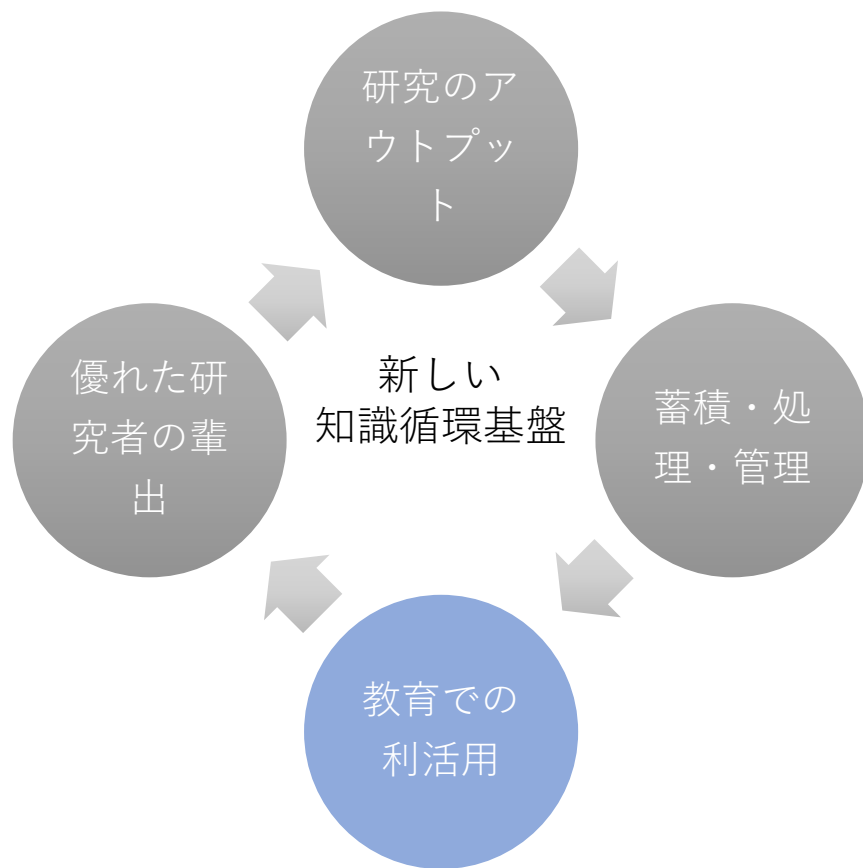 研究のア
ウトプッ
ト
優れた研
究者の輩
出
新しい
知識循環基盤
蓄積・処
理・管理
教育での
利活用